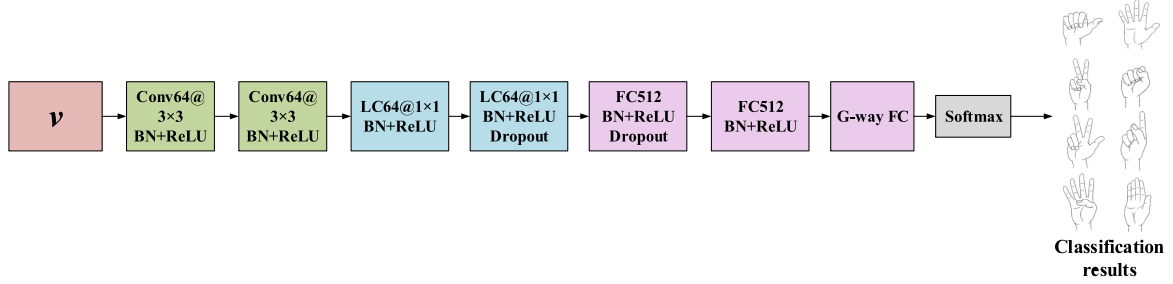 v
Conv64@
3×3
BN+ReLU
Conv64@
3×3
BN+ReLU
LC64@1×1
BN+ReLU
LC64@1×1
BN+ReLU
Dropout
FC512
BN+ReLU
Dropout
FC512
BN+ReLU
G-way FC
Softmax
Classification
results